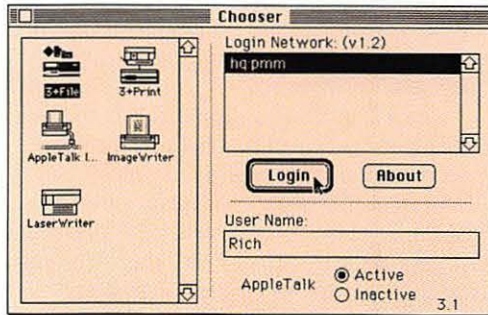 Chooser
3+File
3+Print
AppleTalk I...
ImageWriter
LaserWriter
Login Network: (v1.2)
hq:pmm
Login
About
User Name:
Rich
AppleTalk
Active
Inactive
3.1